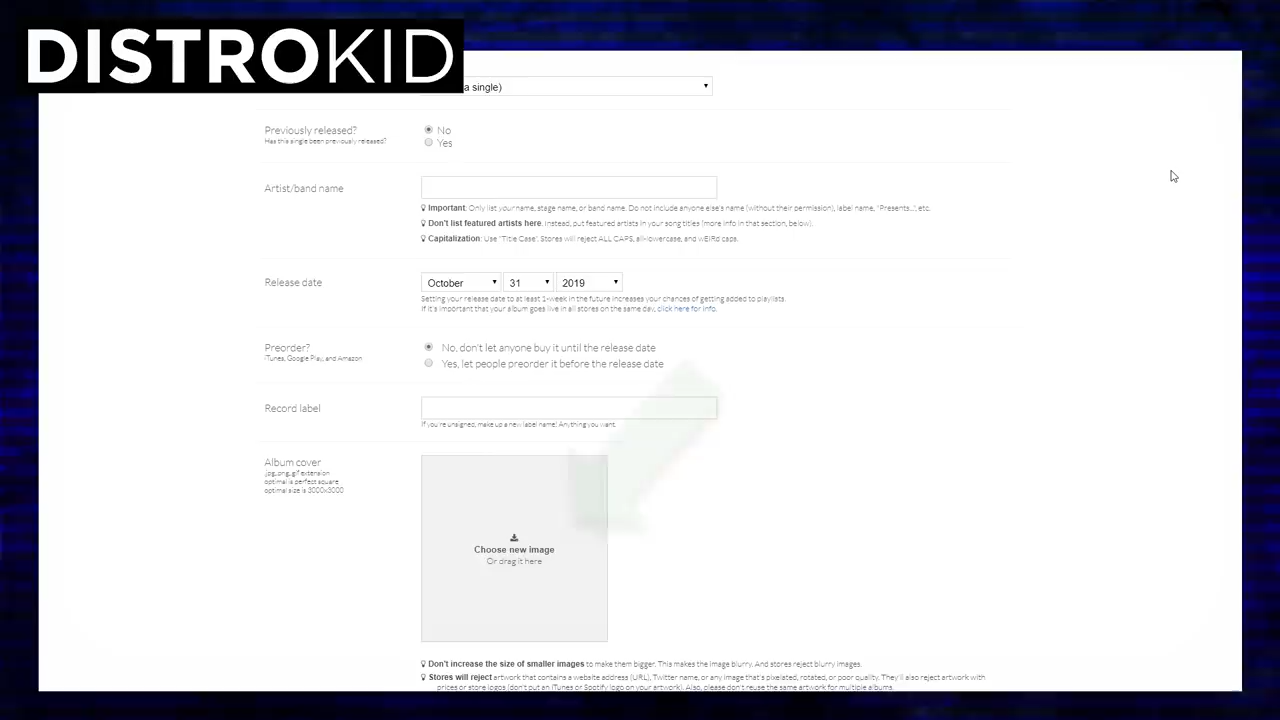 DISTROKID
a single)
Previously released?
Has this single been previously released?
No
Yes
Artist/band name
Important: Only list your name, stage name, or band name. Do not include anyone else's name (without their permission), label name, "Presents...", etc.
Don't list featured artists here. Instead, put featured artists in your song titles (more info in that section, below).
Capitalization: Use "Title Case". Stores will reject ALL CAPS, all-lowercase, and wEIRd caps.
Release date
October 31 2019
Setting your release date to at least 1-week in the future increases your chances of getting added to playlists.
If it's important that your album goes live in all stores on the same day, click here for info.
Preorder?
iTunes, Google Play, and Amazon
No, don't let anyone buy it until the release date
Yes, let people preorder it before the release date
Record label
If you're unsigned, make up a new label name! Anything you want.
Album cover
.jpg,.png,.gif extension
optimal is perfect square
optimal size is 3000x3000
Choose new image
Or drag it here
Don't increase the size of smaller images to make them bigger. This makes the image blurry. And stores reject blurry images.
Stores will reject artwork that contains a website address (URL), Twitter name, or any image that's pixelated, rotated, or poor quality. They'll also reject artwork with
prices or store logos (don't put an iTunes or Spotify logo on your artwork). Also, please don't reuse the same artwork for multiple albums.